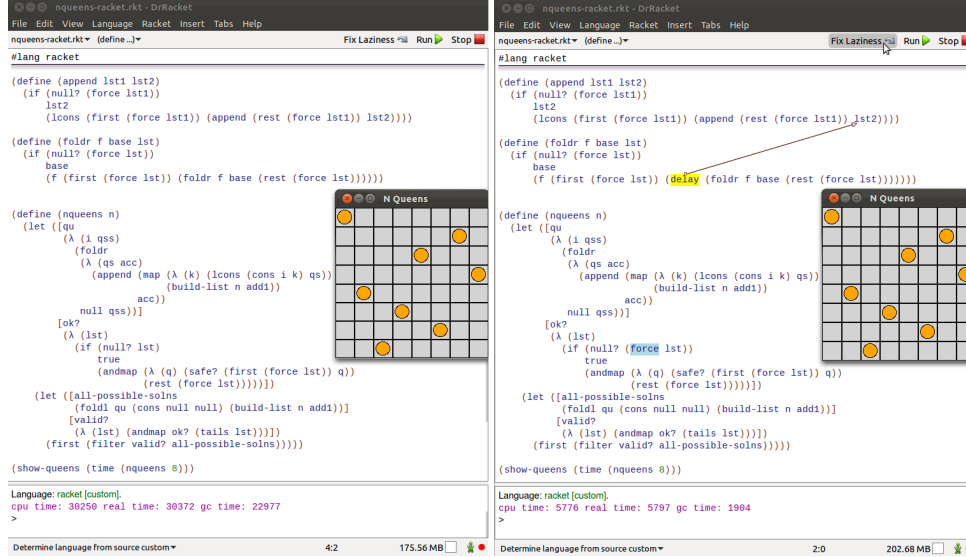 nqueens-racket.rkt - DrRacket
File Edit View Language Racket Insert Tabs Help
nqueens-racket.rkt▾ (define ...)▾ Fix Laziness Run Stop
#lang racket
(define (append lst1 lst2)
(if (null? (force lst1))
lst2
(lcons (first (force lst1)) (append (rest (force lst1)) lst2))))
(define (foldr f base lst)
(if (null? (force lst))
base
(f (first (force lst)) (foldr f base (rest (force lst))))))
(define (nqueens n)
(let ([qu
(λ (i qss)
(foldr
(λ (qs acc)
(append (map (λ (k) (lcons (cons i k) qs))
(build-list n add1))
acc))
null qss))]
[ok?
(λ (lst)
(if (null? lst)
true
(andmap (λ (q) (safe? (first (force lst)) q))
(rest (force lst)))))])
(let ([all-possible-solns
(foldl qu (cons null null) (build-list n add1))]
[valid?
(λ (lst) (andmap ok? (tails lst)))])
(first (filter valid? all-possible-solns)))))
(show-queens (time (nqueens 8)))
N Queens
Language: racket [custom].
cpu time: 30250 real time: 30372 gc time: 22977
>
Determine language from source custom▾ 4:2 175.56 MB
nqueens-racket.rkt - DrRacket
File Edit View Language Racket Insert Tabs Help
nqueens-racket.rkt▾ (define ...)▾ Fix Laziness Run Stop
#lang racket
(define (append lst1 lst2)
(if (null? (force lst1))
lst2
(lcons (first (force lst1)) (append (rest (force lst1)) lst2))))
(define (foldr f base lst)
(if (null? (force lst))
base
(f (first (force lst)) (delay (foldr f base (rest (force lst)))))))
(define (nqueens n)
(let ([qu
(λ (i qss)
(foldr
(λ (qs acc)
(append (map (λ (k) (lcons (cons i k) qs))
(build-list n add1))
acc))
null qss))]
[ok?
(λ (lst)
(if (null? (force lst))
true
(andmap (λ (q) (safe? (first (force lst)) q))
(rest (force lst)))))])
(let ([all-possible-solns
(foldl qu (cons null null) (build-list n add1))]
[valid?
(λ (lst) (andmap ok? (tails lst)))])
(first (filter valid? all-possible-solns)))))
(show-queens (time (nqueens 8)))
N Queens
Language: racket [custom].
cpu time: 5776 real time: 5797 gc time: 1904
>
Determine language from source custom▾ 2:0 202.68 MB